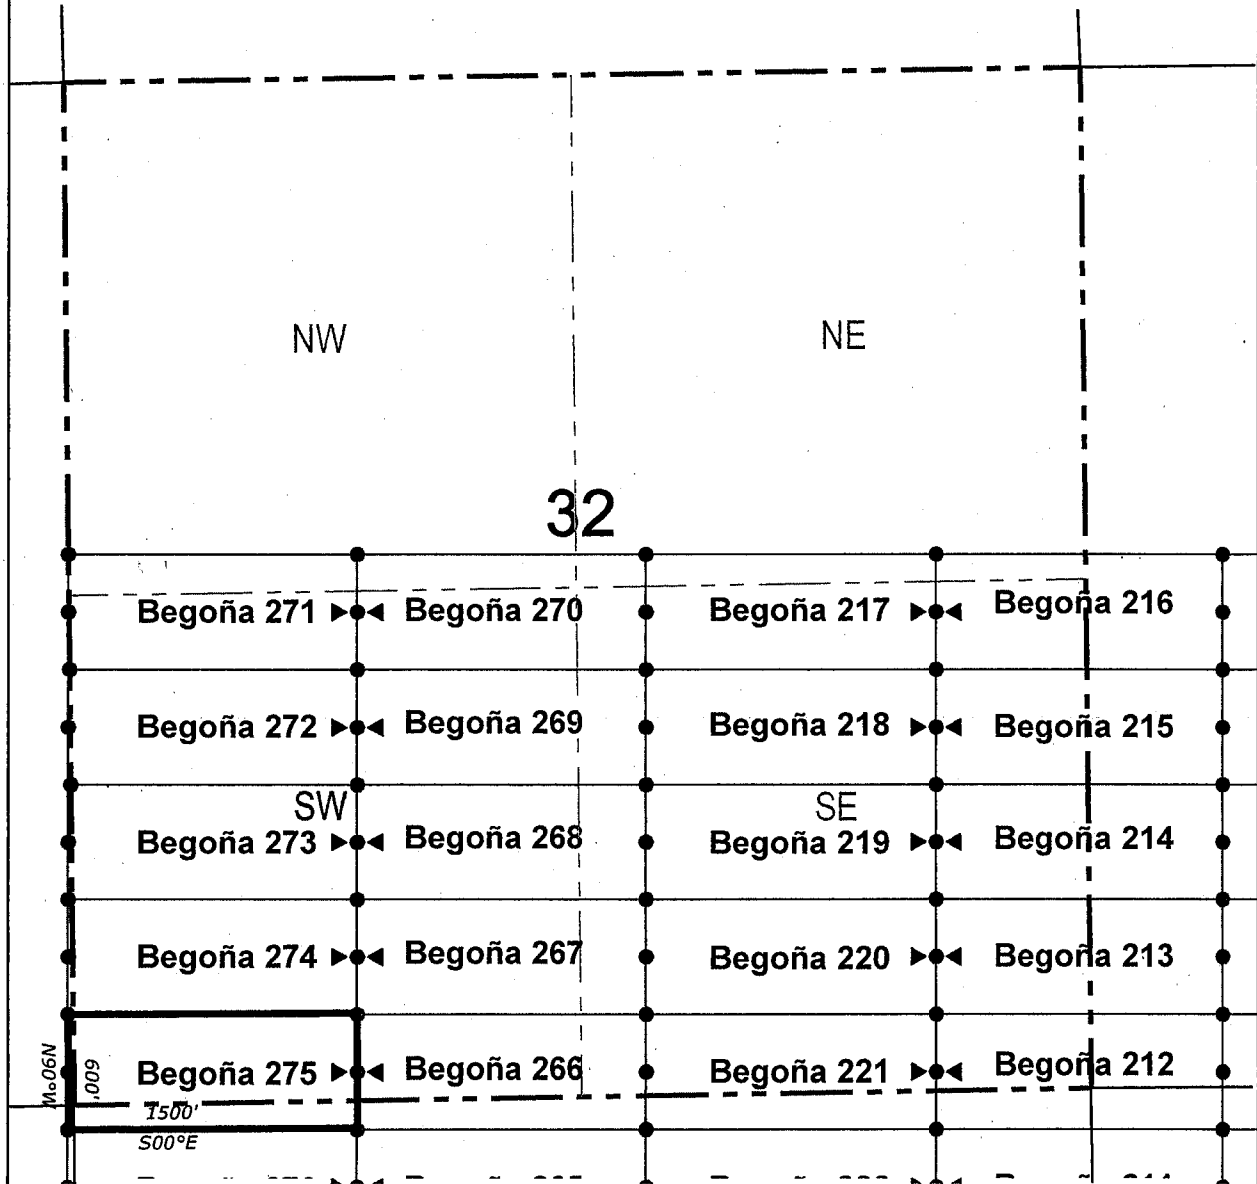 NW NE
32
Begoña 271 Begoña 270 Begoña 217 Begoña 216
Begoña 272 Begoña 269 Begoña 218 Begoña 215
SW SE
Begoña 273 Begoña 268 Begoña 219 Begoña 214
Begoña 274 Begoña 267 Begoña 220 Begoña 213
N90°W 600' Begoña 275 Begoña 266 Begoña 221 Begoña 212
1500'
S00°E